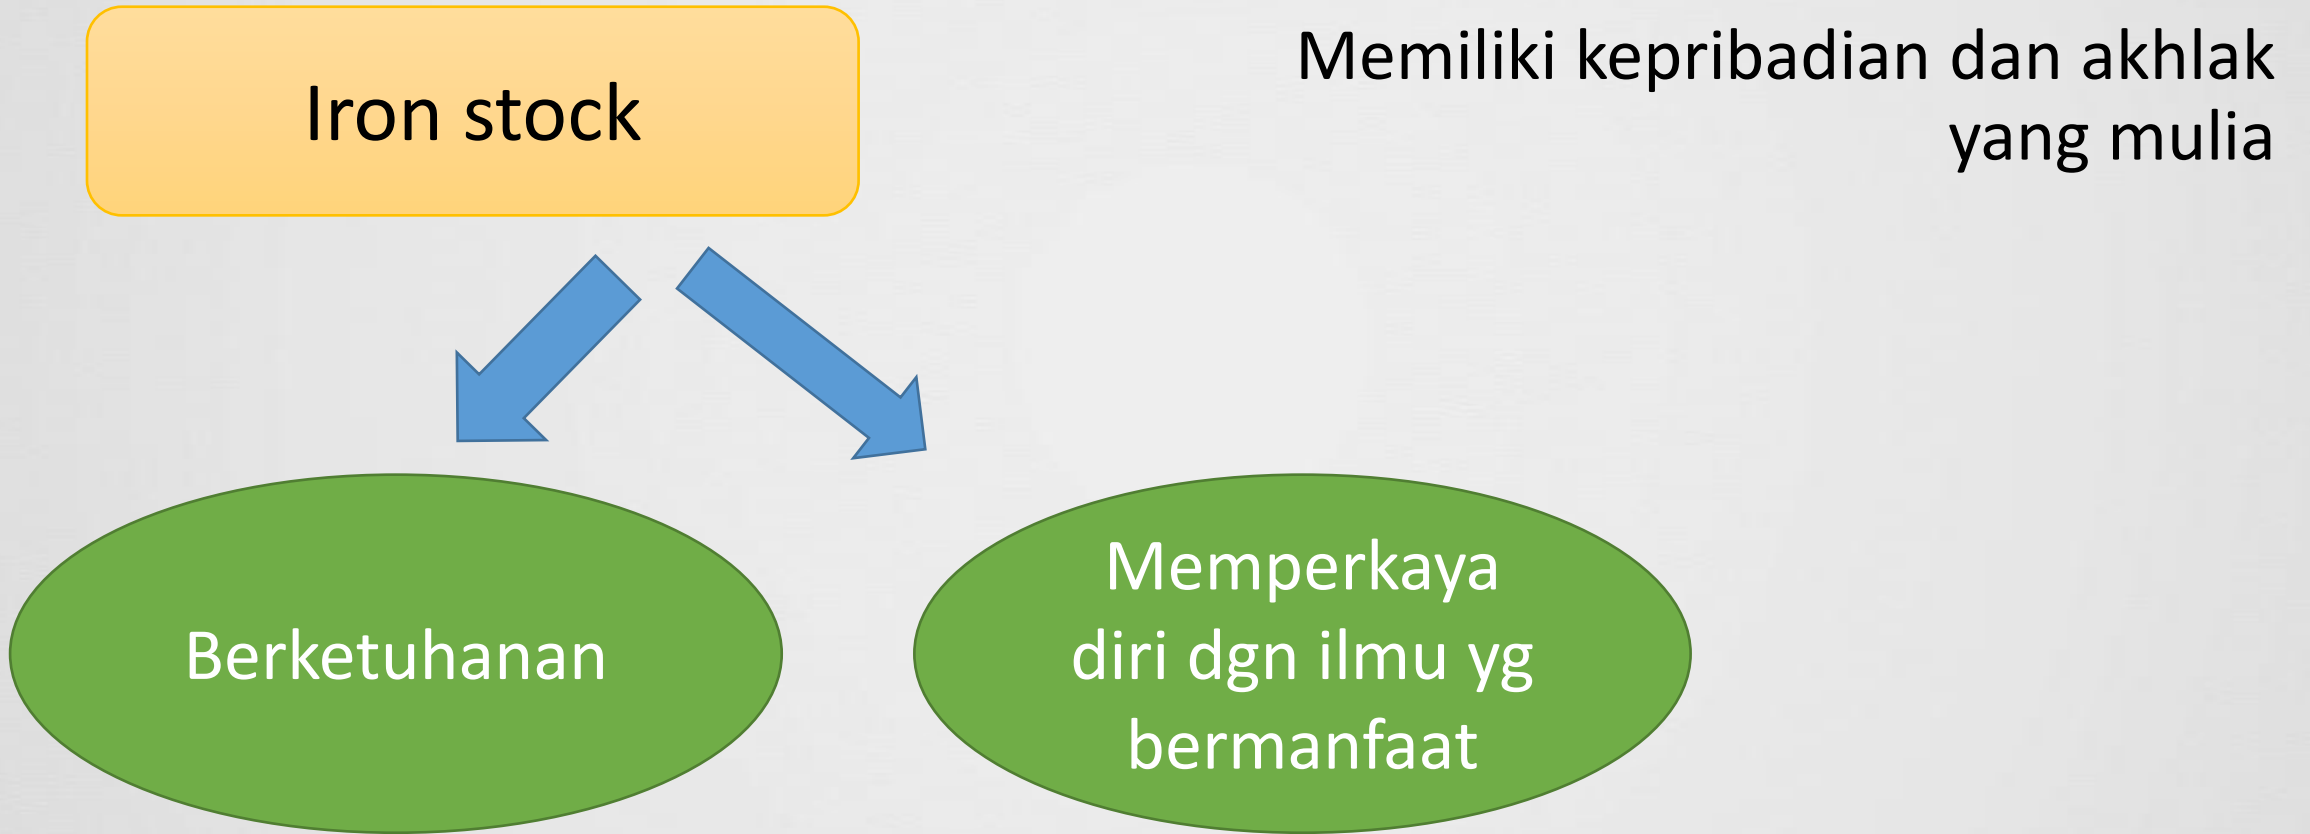 Iron stock
Memiliki kepribadian dan akhlak
yang mulia
Berketuhanan
Memperkaya
diri dgn ilmu yg
bermanfaat